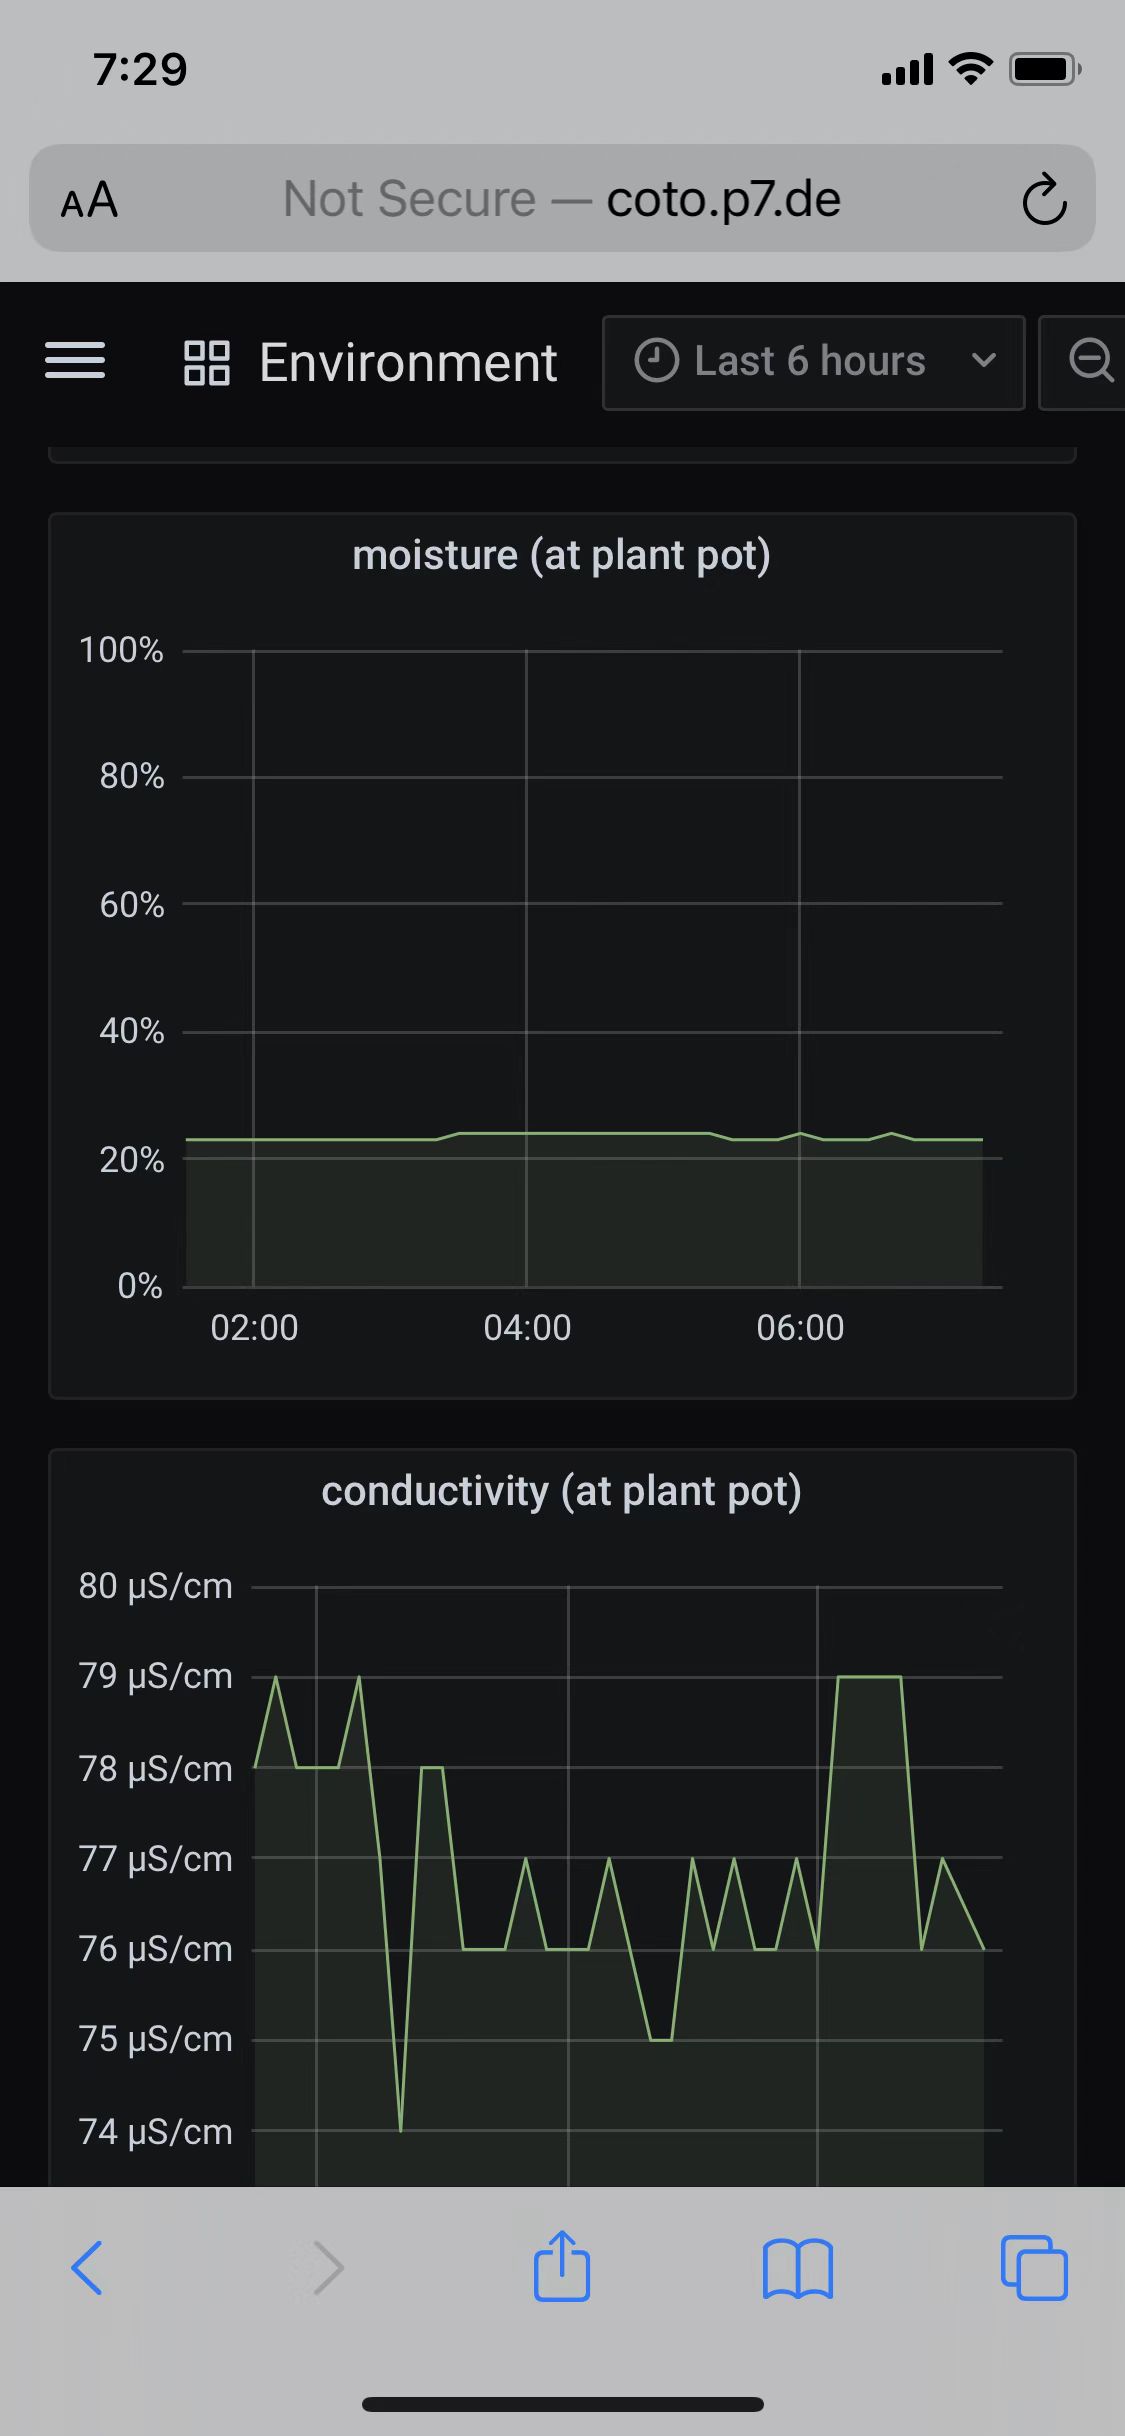 7:29
AA Not Secure — coto.p7.de
Environment Last 6 hours
moisture (at plant pot)
100%
80%
60%
40%
20%
0%
02:00 04:00 06:00
conductivity (at plant pot)
80 µS/cm
79 µS/cm
78 µS/cm
77 µS/cm
76 µS/cm
75 µS/cm
74 µS/cm